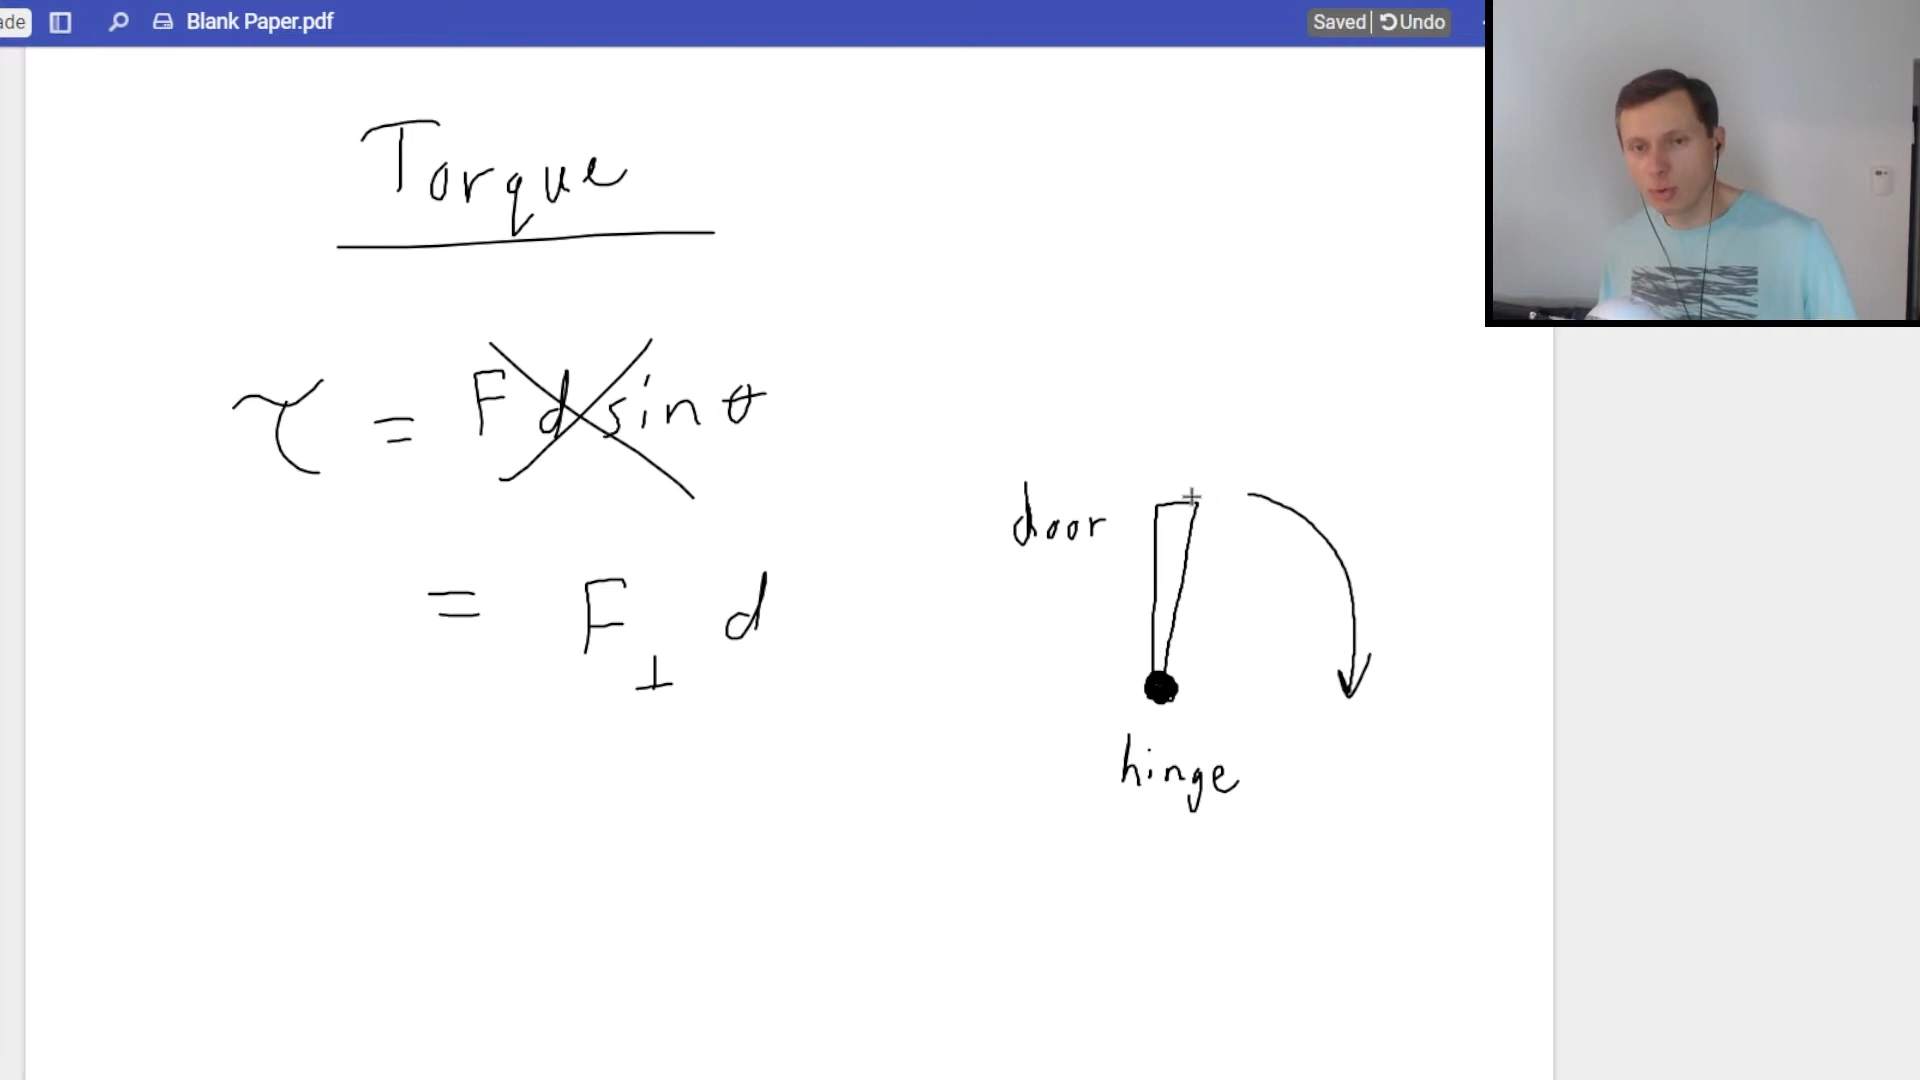 ade Blank Paper.pdf Saved Undo
Torque
τ = F d sin θ
= F⊥ d
door
hinge